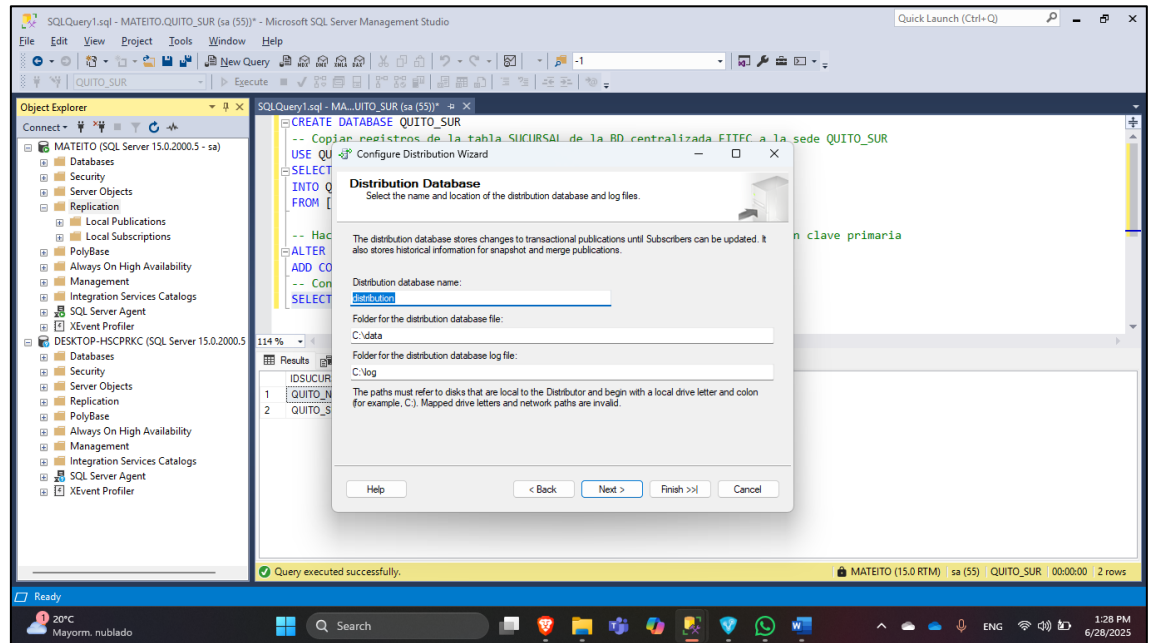 SQLQuery1.sql - MATEITO.QUITO_SUR (sa (55))* - Microsoft SQL Server Management Studio
Quick Launch (Ctrl+Q)
File Edit View Project Tools Window Help
New Query
-1
QUITO_SUR
Execute
Object Explorer
Connect
MATEITO (SQL Server 15.0.2000.5 - sa)
Databases
Security
Server Objects
Replication
Local Publications
Local Subscriptions
PolyBase
Always On High Availability
Management
Integration Services Catalogs
SQL Server Agent
XEvent Profiler
DESKTOP-HSCPRKC (SQL Server 15.0.2000.5
Databases
Security
Server Objects
Replication
PolyBase
Always On High Availability
Management
Integration Services Catalogs
SQL Server Agent
XEvent Profiler
SQLQuery1.sql - MA...UITO_SUR (sa (55))*
CREATE DATABASE QUITO_SUR
-- Copiar registros de la tabla SUCURSAL de la BD centralizada EITEC a la sede QUITO_SUR
USE QU
SELECT
INTO Q
FROM [
-- Hac
n clave primaria
ALTER
ADD CO
-- Con
SELECT
114 %
Results
IDSUCUR
1 QUITO_N
2 QUITO_S
Configure Distribution Wizard
Distribution Database
Select the name and location of the distribution database and log files.
The distribution database stores changes to transactional publications until Subscribers can be updated. It
also stores historical information for snapshot and merge publications.
Distribution database name:
distribution
Folder for the distribution database file:
C:\data
Folder for the distribution database log file:
C:\log
The paths must refer to disks that are local to the Distributor and begin with a local drive letter and colon
(for example, C:). Mapped drive letters and network paths are invalid.
Help
< Back
Next >
Finish >>|
Cancel
Query executed successfully.
MATEITO (15.0 RTM) sa (55) QUITO_SUR 00:00:00 2 rows
Ready
1
20°C
Mayorm. nublado
Search
ENG
1:28 PM
6/28/2025